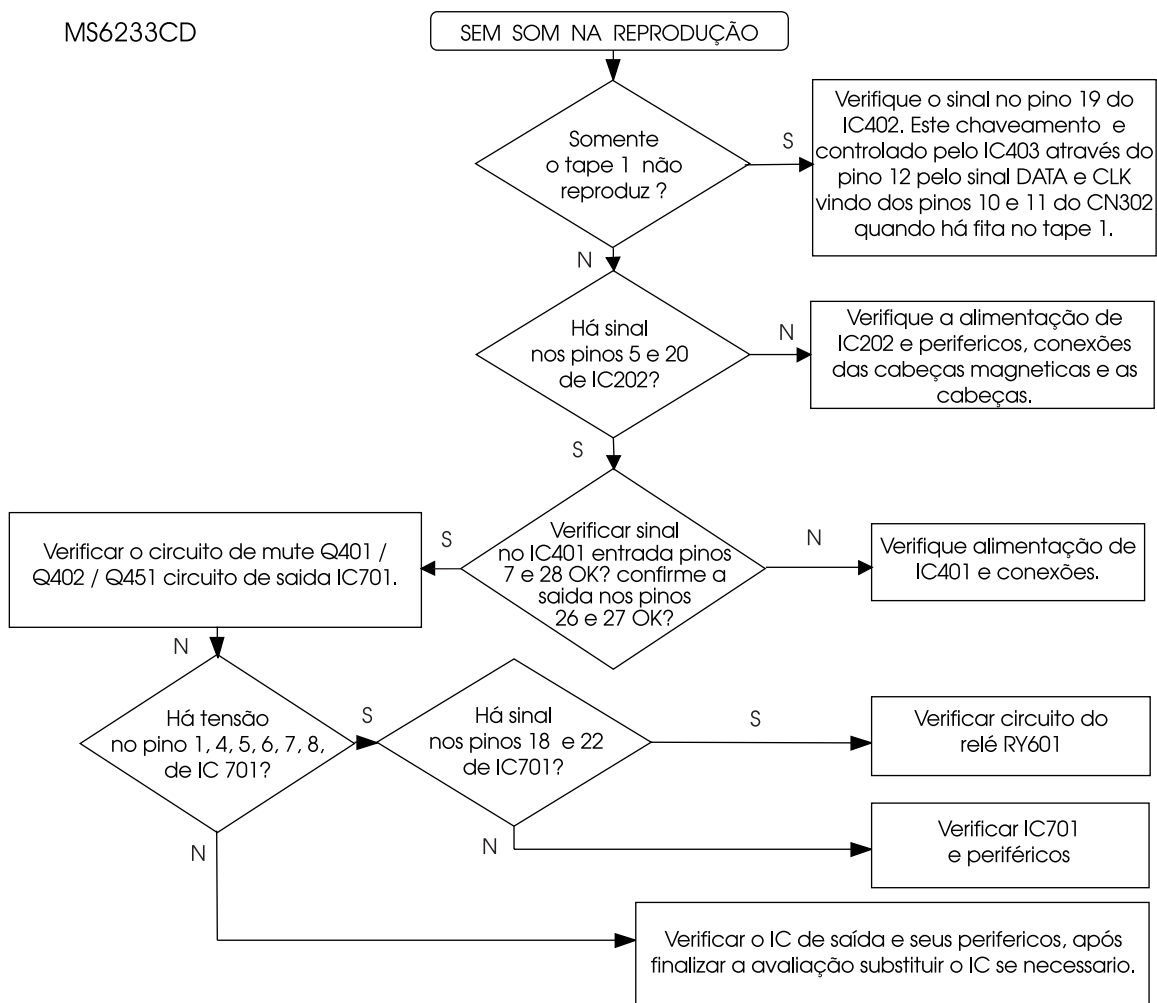 MS6233CD
SEM SOM NA REPRODUÇÃO
Somente
o tape 1 não
reproduz ?
S
Verifique o sinal no pino 19 do
IC402. Este chaveamento e
controlado pelo IC403 através do
pino 12 pelo sinal DATA e CLK
vindo dos pinos 10 e 11 do CN302
quando há fita no tape 1.
N
Há sinal
nos pinos 5 e 20
de IC202?
N
Verifique a alimentação de
IC202 e perifericos, conexões
das cabeças magneticas e as
cabeças.
S
Verificar sinal
no IC401 entrada pinos
7 e 28 OK? confirme a
saida nos pinos
26 e 27 OK?
N
Verifique alimentação de
IC401 e conexões.
S
Verificar o circuito de mute Q401 /
Q402 / Q451 circuito de saida IC701.
N
Há tensão
no pino 1, 4, 5, 6, 7, 8,
de IC 701?
S
Há sinal
nos pinos 18 e 22
de IC701?
S
Verificar circuito do
relé RY601
N
Verificar IC701
e periféricos
N
Verificar o IC de saída e seus perifericos, após
finalizar a avaliação substituir o IC se necessario.